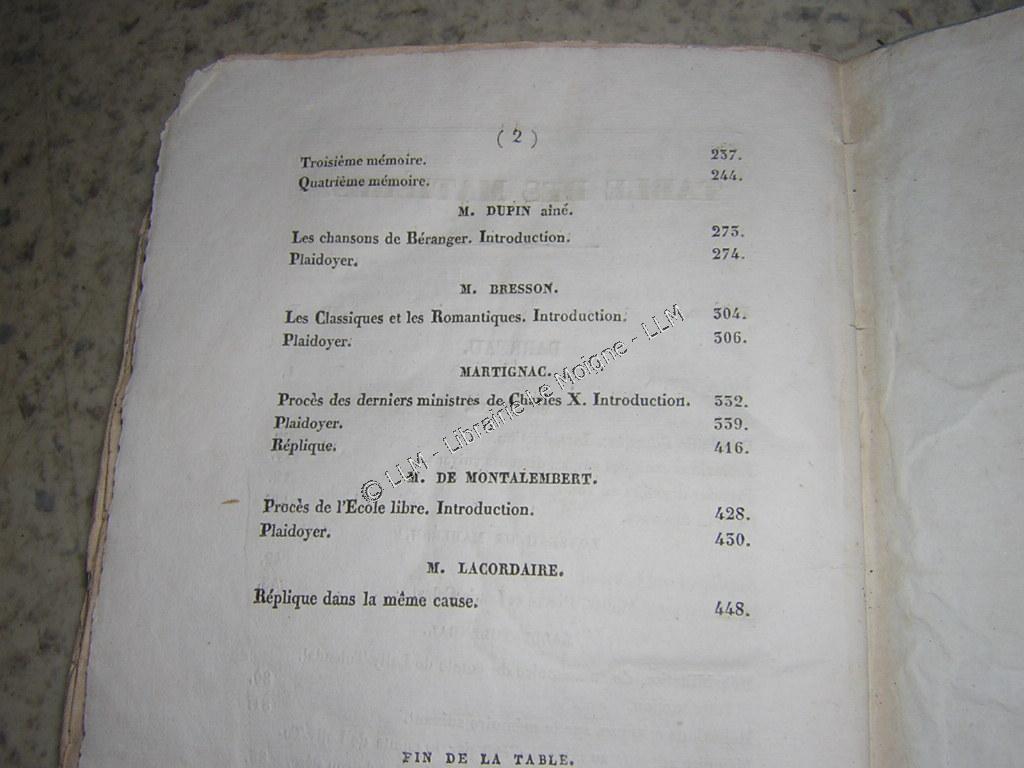 ( 2 )
Troisième mémoire. 237.
Quatrième mémoire. 244.
M. DUPIN aîné.
Les chansons de Béranger. Introduction. 273.
Plaidoyer. 274.
M. BRESSON.
Les Classiques et les Romantiques. Introduction. 304.
Plaidoyer. 306.
MARTIGNAC.
Procès des derniers ministres de Charles X. Introduction. 332.
Plaidoyer. 339.
Réplique. 416.
M. DE MONTALEMBERT.
Procès de l'Ecole libre. Introduction. 428.
Plaidoyer. 430.
M. LACORDAIRE.
Réplique dans la même cause. 448.
FIN DE LA TABLE.
© LLM - Librairie Le Moigne - LLM